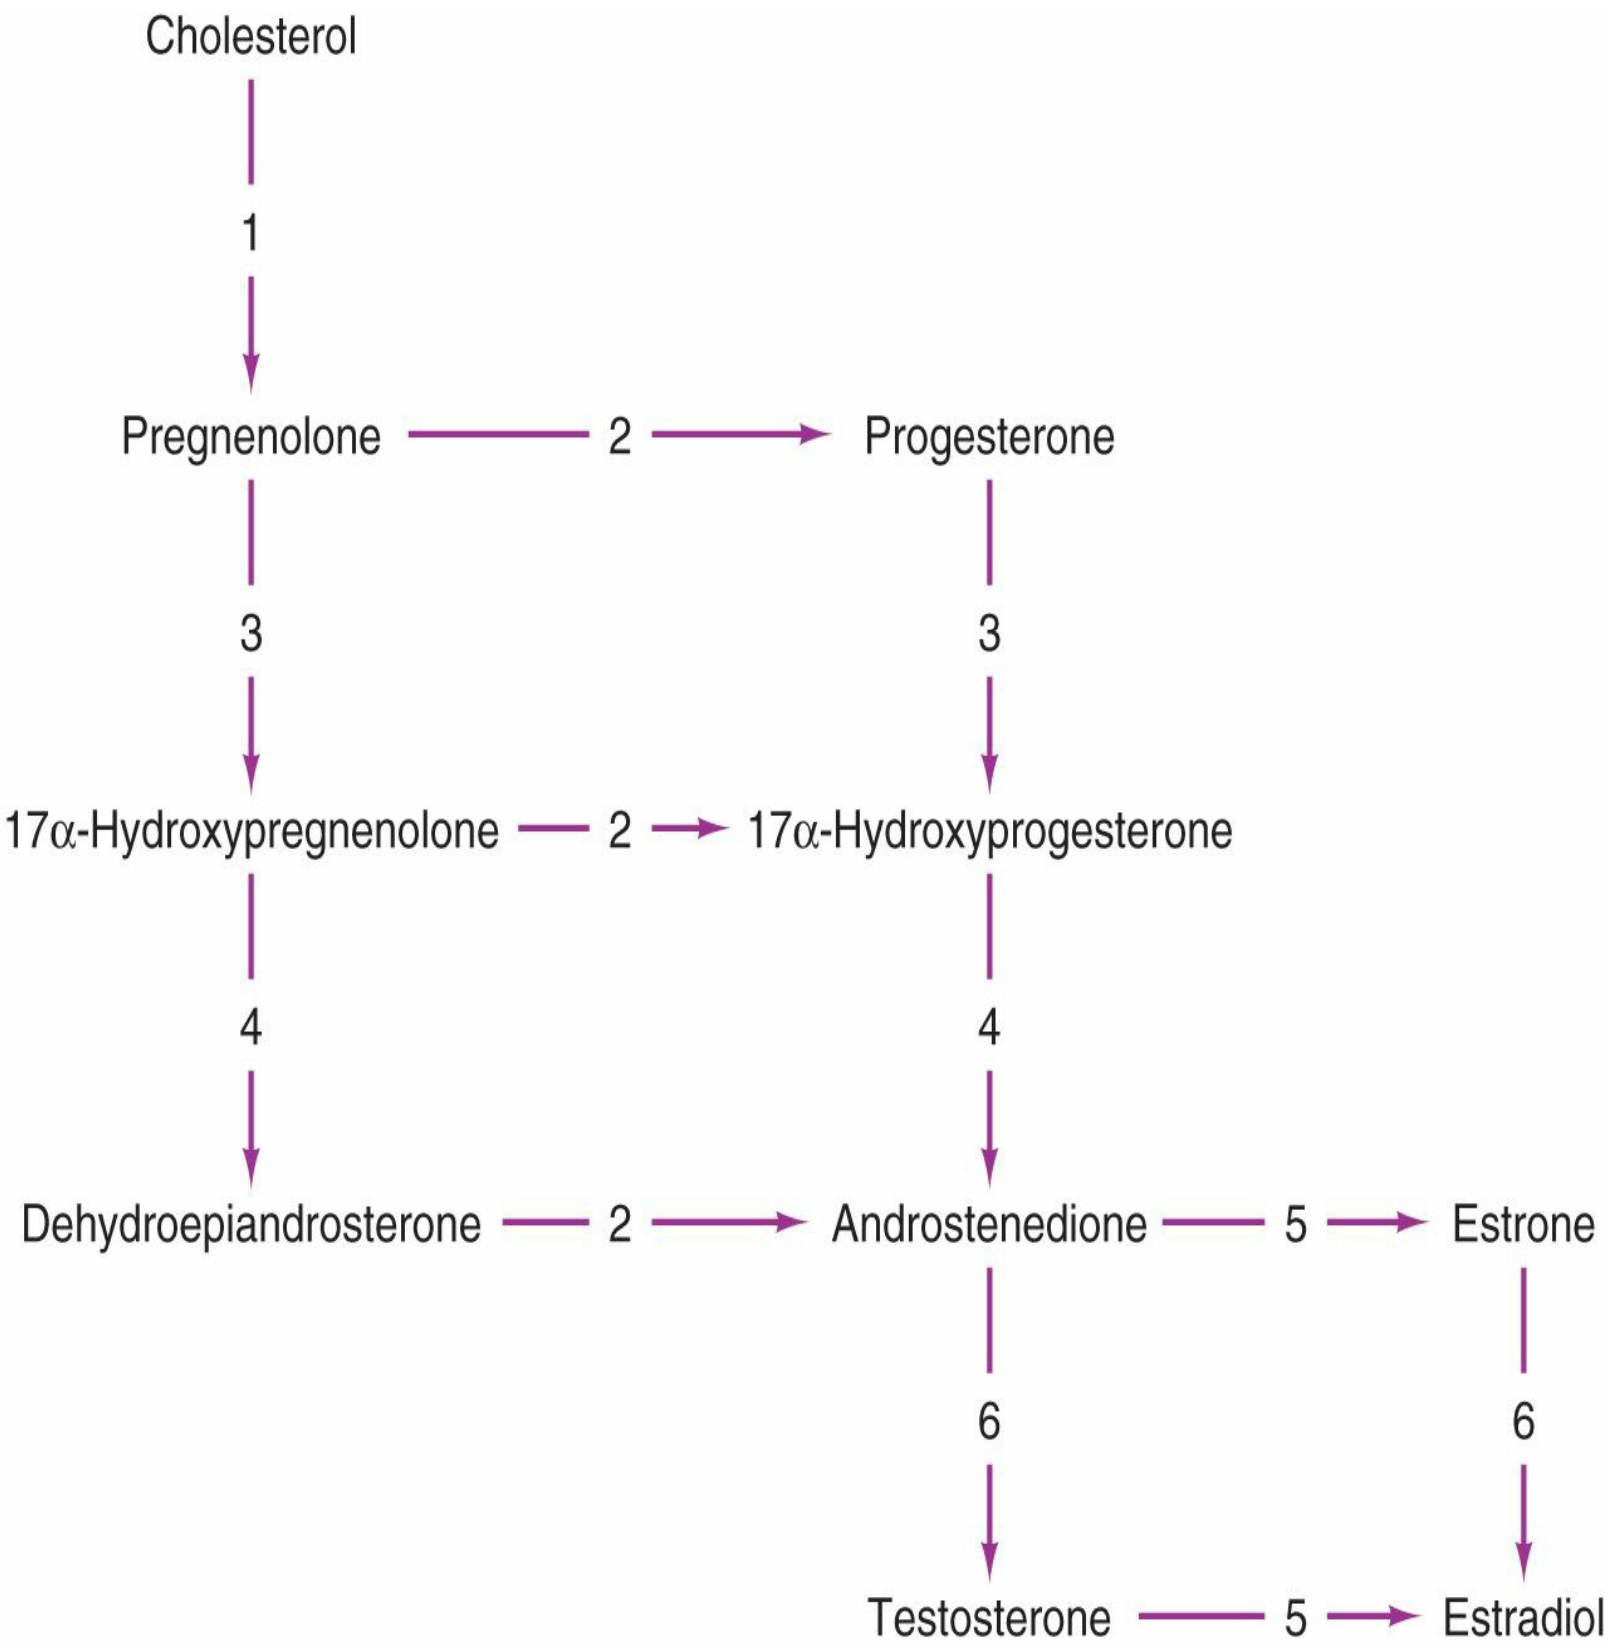 Cholesterol
1
Pregnenolone 2 Progesterone
3 3
17α-Hydroxypregnenolone 2 17α-Hydroxyprogesterone
4 4
Dehydroepiandrosterone 2 Androstenedione 5 Estrone
6 6
Testosterone 5 Estradiol